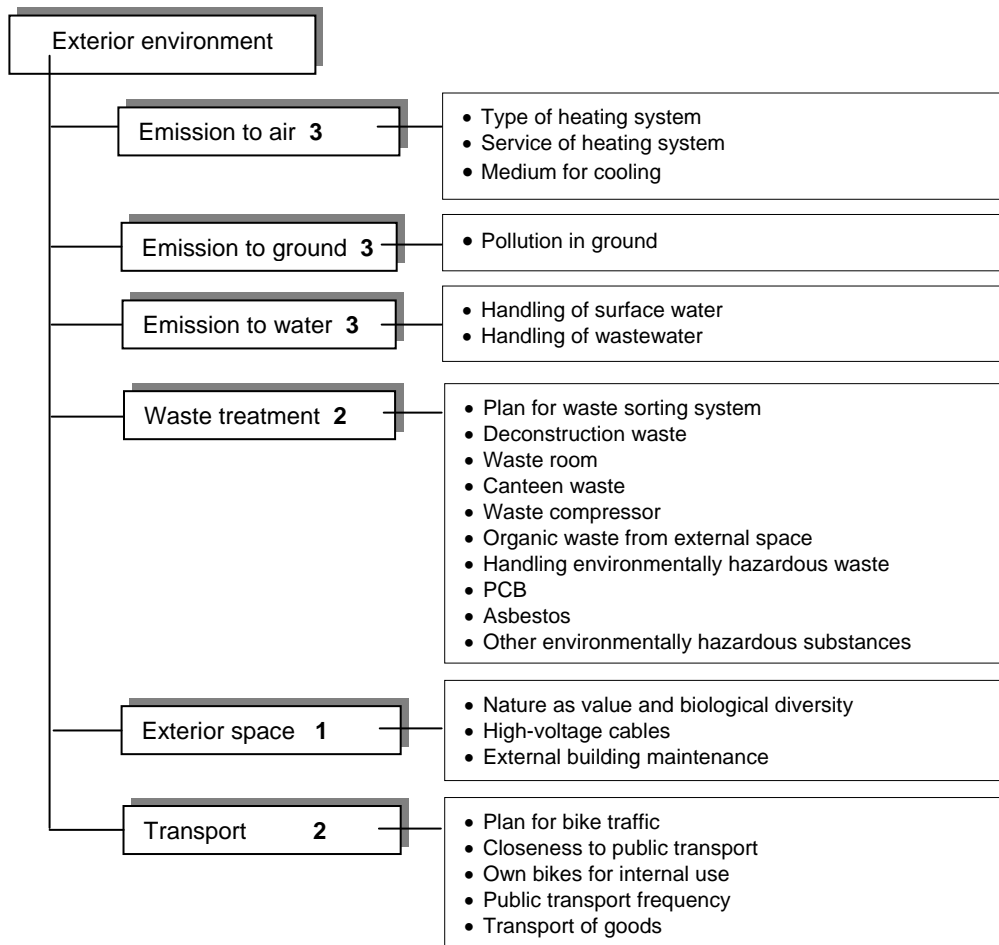 Exterior environment
Emission to air 3
• Type of heating system
• Service of heating system
• Medium for cooling
Emission to ground 3
• Pollution in ground
Emission to water 3
• Handling of surface water
• Handling of wastewater
Waste treatment 2
• Plan for waste sorting system
• Deconstruction waste
• Waste room
• Canteen waste
• Waste compressor
• Organic waste from external space
• Handling environmentally hazardous waste
• PCB
• Asbestos
• Other environmentally hazardous substances
Exterior space 1
• Nature as value and biological diversity
• High-voltage cables
• External building maintenance
Transport 2
• Plan for bike traffic
• Closeness to public transport
• Own bikes for internal use
• Public transport frequency
• Transport of goods